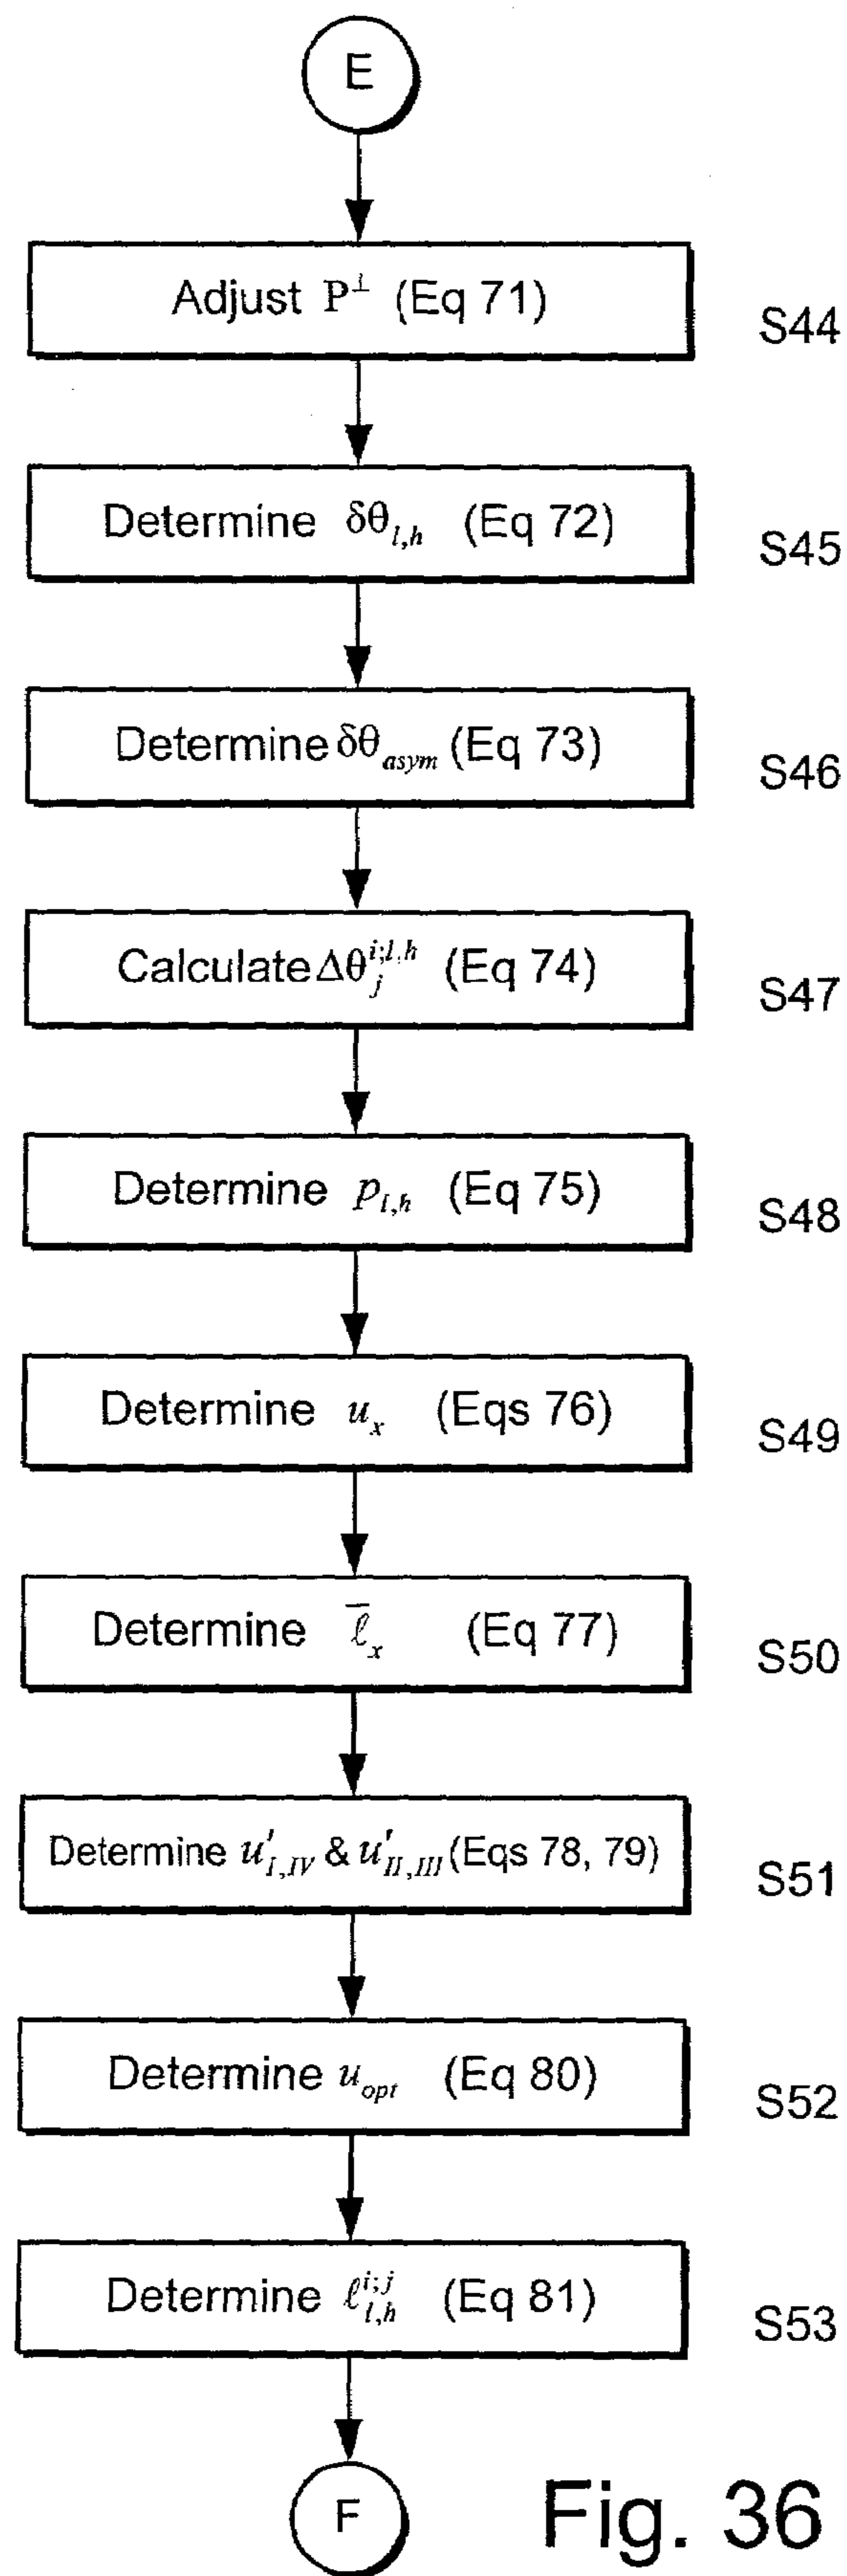 E
Adjust P⊥ (Eq 71)
S44
Determine δθ_{l,h} (Eq 72)
S45
Determine δθ_{asym} (Eq 73)
S46
Calculate Δθ_j^{i;l,h} (Eq 74)
S47
Determine p_{l,h} (Eq 75)
S48
Determine u_x (Eqs 76)
S49
Determine ℓ̅_x (Eq 77)
S50
Determine u′_{I,IV} & u′_{II,III} (Eqs 78, 79)
S51
Determine u_{opt} (Eq 80)
S52
Determine ℓ_{l,h}^{i;j} (Eq 81)
S53
F
Fig. 36